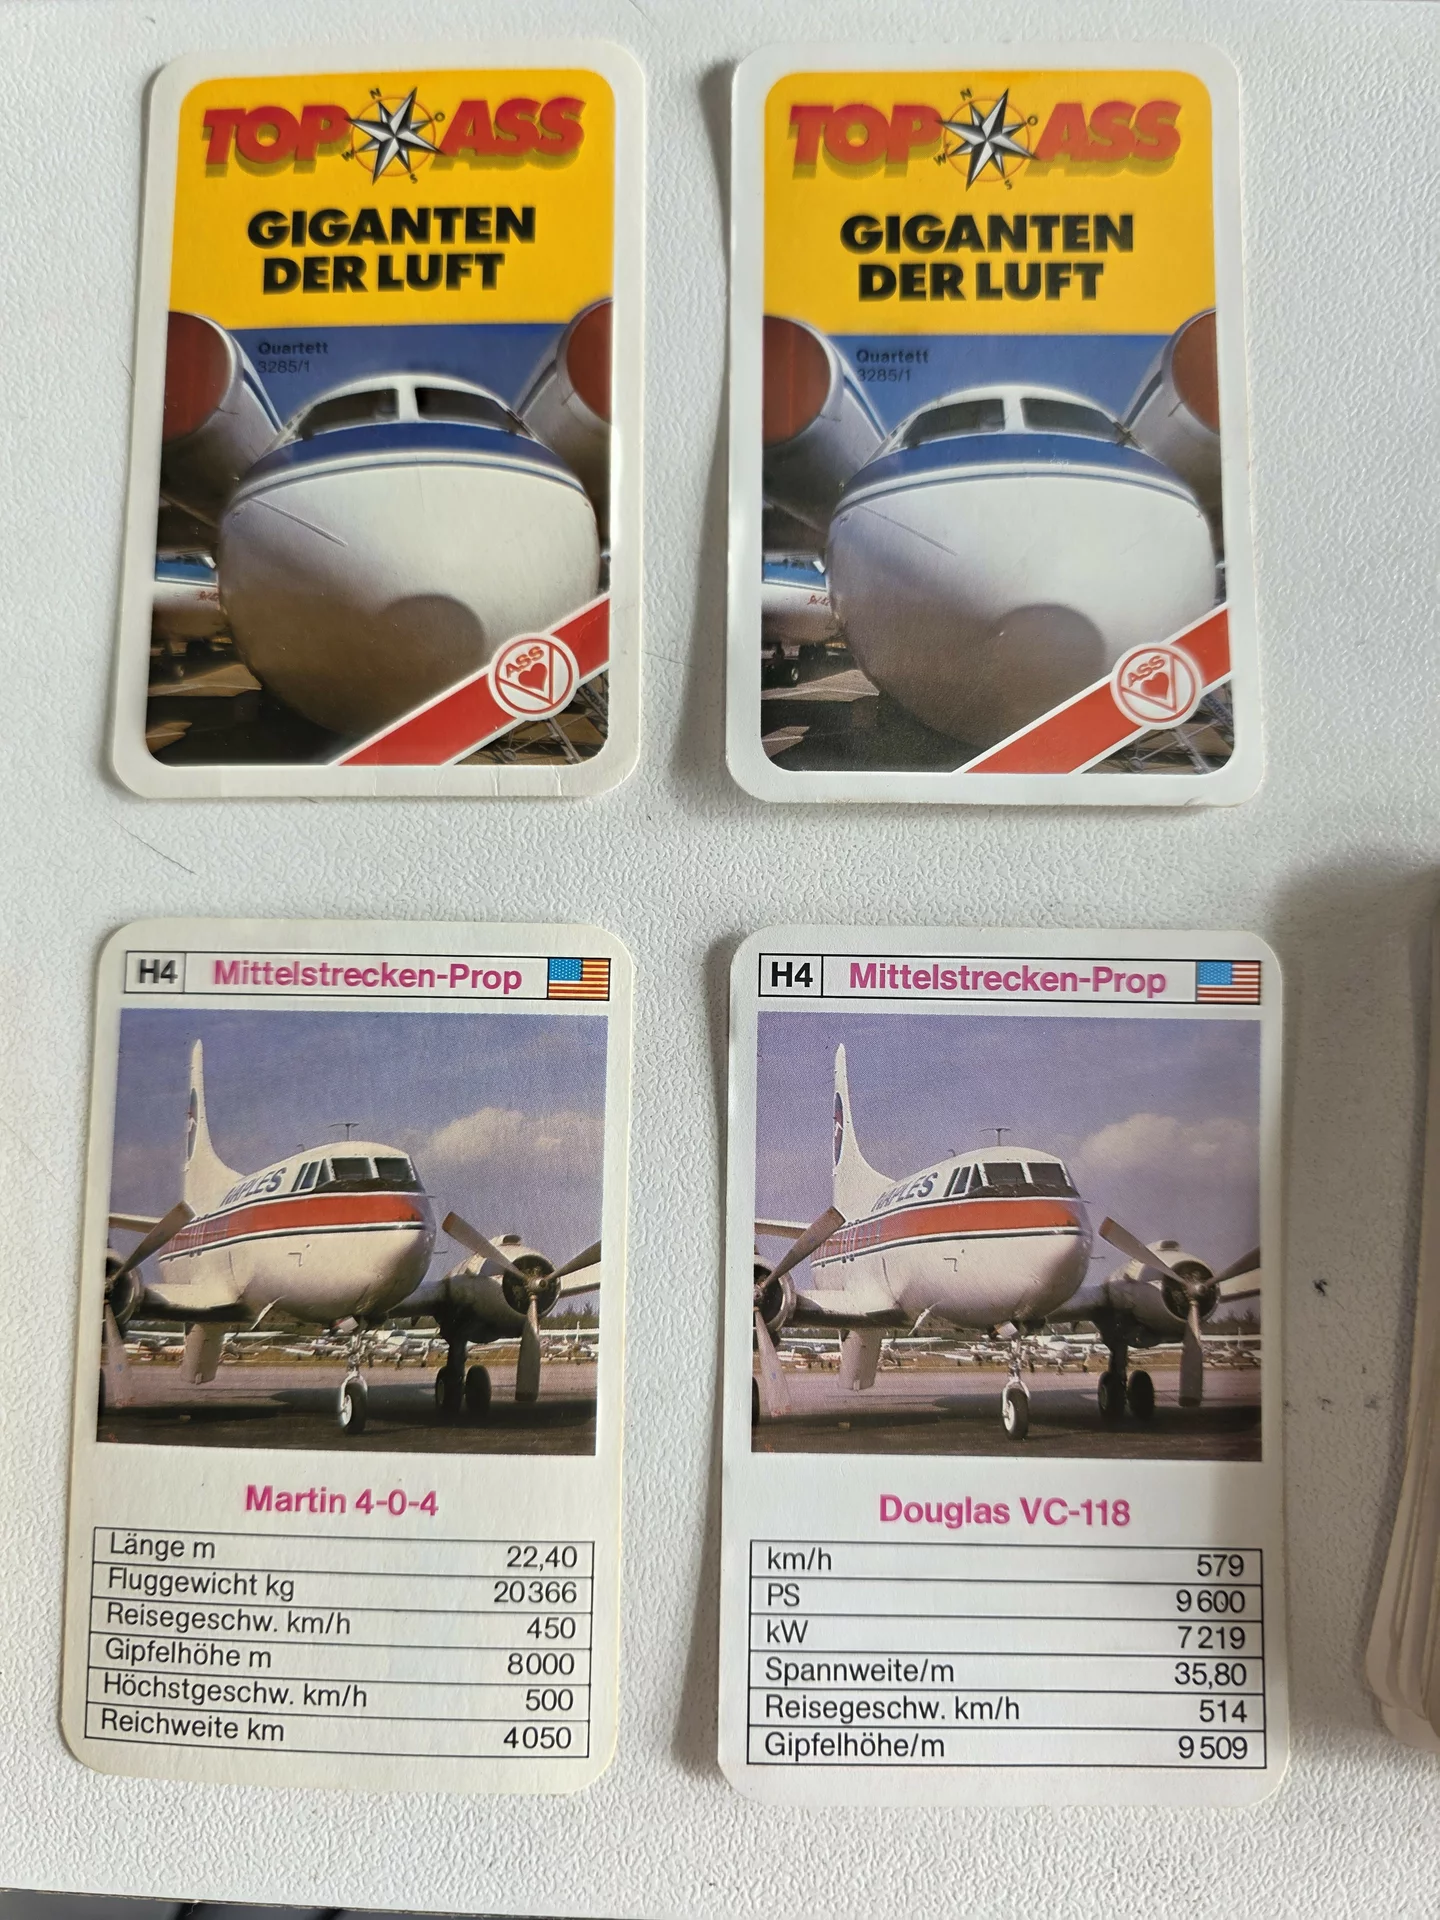 TOP ASS
N
O
W
S
GIGANTEN
DER LUFT
Quartett
3285/1
ASS
TOP ASS
N
O
W
S
GIGANTEN
DER LUFT
Quartett
3285/1
ASS
H4 Mittelstrecken-Prop
NAPLES
Martin 4-0-4
Länge m 22,40
Fluggewicht kg 20366
Reisegeschw. km/h 450
Gipfelhöhe m 8000
Höchstgeschw. km/h 500
Reichweite km 4050
H4 Mittelstrecken-Prop
NAPLES
Douglas VC-118
km/h 579
PS 9600
kW 7219
Spannweite/m 35,80
Reisegeschw. km/h 514
Gipfelhöhe/m 9509